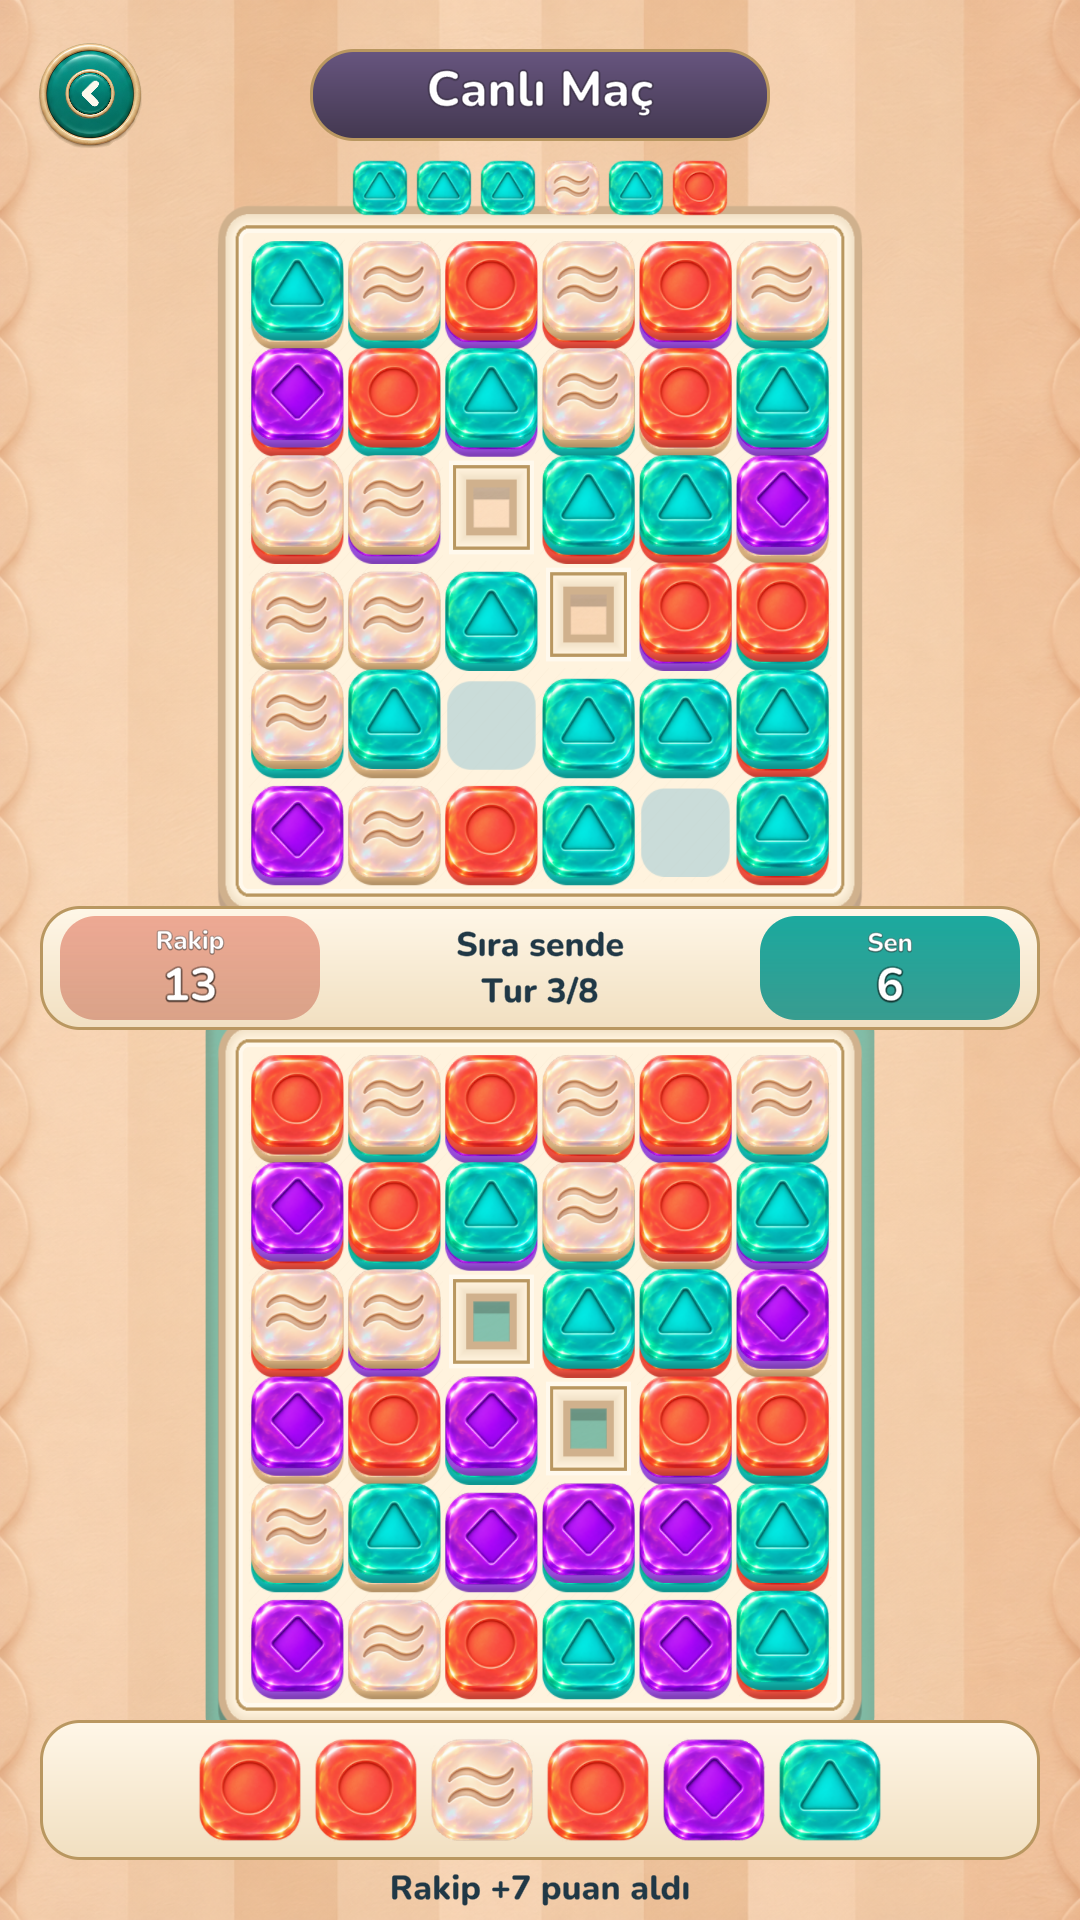 Canlı Maç
Rakip
13
Sıra sende
Tur 3/8
Sen
6
Rakip +7 puan aldı